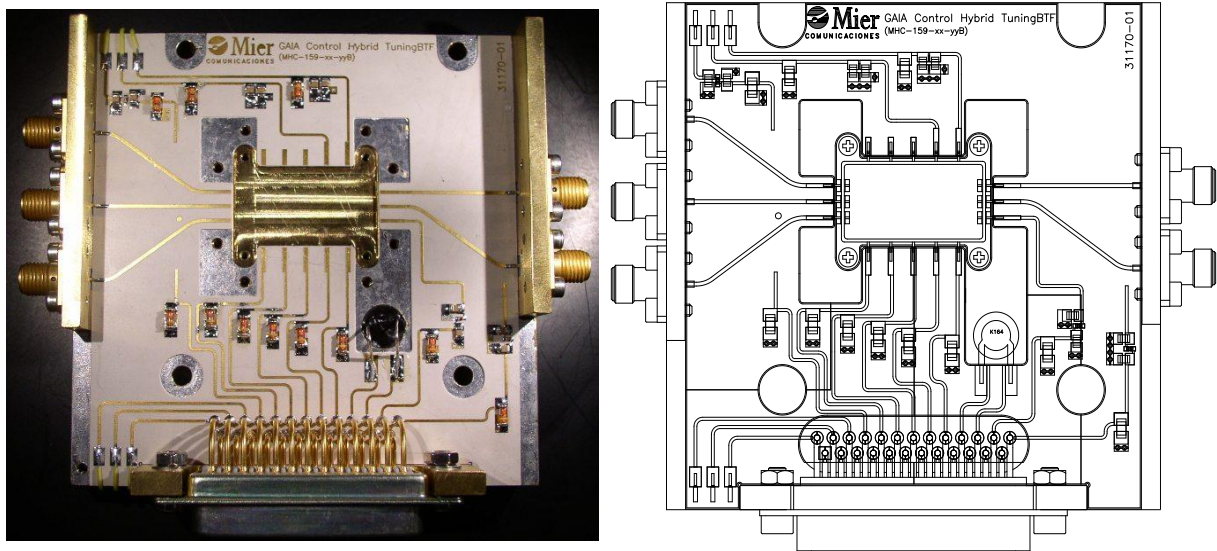 Mier
COMUNICACIONES
GAIA Control Hybrid TuningBTF
(MHC-159-xx-yyB)
31170-01
Mier
COMUNICACIONES
GAIA Control Hybrid TuningBTF
(MHC-159-xx-yyB)
31170-01
K164